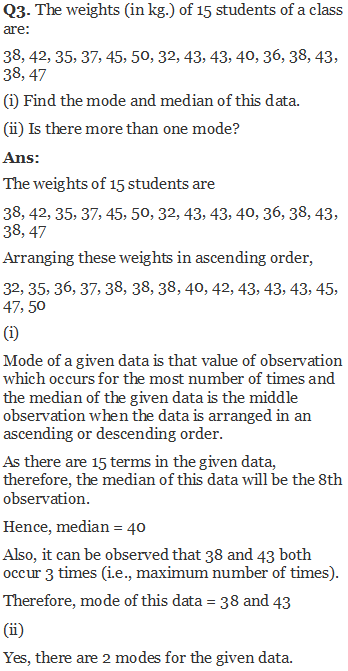 Q3. The weights (in kg.) of 15 students of a class
are:
38, 42, 35, 37, 45, 50, 32, 43, 43, 40, 36, 38, 43,
38, 47
(i) Find the mode and median of this data.
(ii) Is there more than one mode?
Ans:
The weights of 15 students are
38, 42, 35, 37, 45, 50, 32, 43, 43, 40, 36, 38, 43,
38, 47
Arranging these weights in ascending order,
32, 35, 36, 37, 38, 38, 38, 40, 42, 43, 43, 43, 45,
47, 50
(i)
Mode of a given data is that value of observation
which occurs for the most number of times and
the median of the given data is the middle
observation when the data is arranged in an
ascending or descending order.
As there are 15 terms in the given data,
therefore, the median of this data will be the 8th
observation.
Hence, median = 40
Also, it can be observed that 38 and 43 both
occur 3 times (i.e., maximum number of times).
Therefore, mode of this data = 38 and 43
(ii)
Yes, there are 2 modes for the given data.